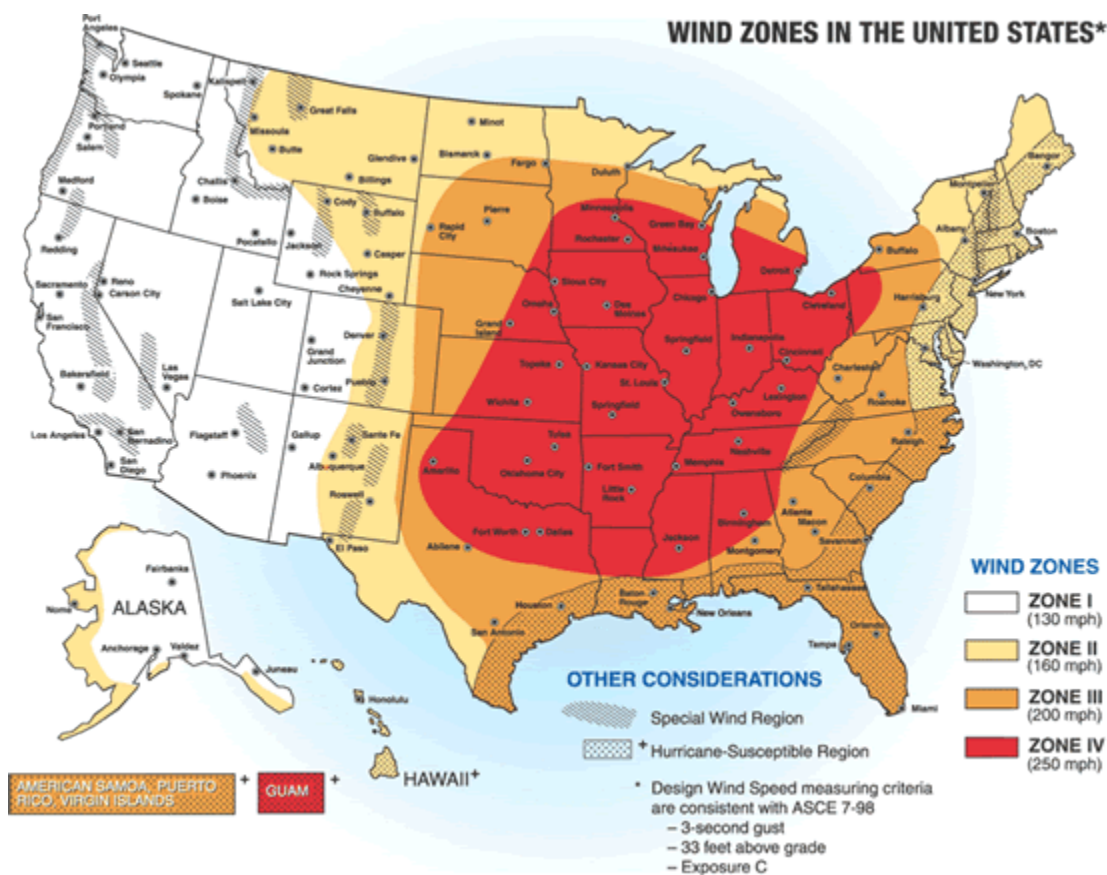 WIND ZONES IN THE UNITED STATES*
Port
Angeles
Seattle
Olympia
Spokane
Kalispell
Great Falls
Portland
Salem
Missoula
Butte
Glendive
Billings
Minot
Bismarck
Fargo
Duluth
Bangor
Montpelier
Medford
Challis
Boise
Cody
Buffalo
Rapid
City
Pierre
Minneapolis
Green Bay
Buffalo
Albany
Boston
Redding
Pocatello
Jackson
Casper
Rochester
Milwaukee
Detroit
Sacramento
Reno
Carson City
Salt Lake City
Rock Springs
Cheyenne
Sioux City
Omaha
Des
Moines
Chicago
Cleveland
Harrisburg
New York
San
Francisco
Grand
Junction
Denver
Grand
Island
Springfield
Indianapolis
Cincinnati
Charleston
Washington, DC
Bakersfield
Las
Vegas
Cortez
Pueblo
Topeka
Kansas City
St. Louis
Lexington
Roanoke
Los Angeles
San
Bernadino
Flagstaff
Gallup
Sante Fe
Wichita
Springfield
Owensboro
Raleigh
San
Diego
Phoenix
Albuquerque
Roswell
Amarillo
Tulsa
Oklahoma City
Fort Smith
Little
Rock
Memphis
Nashville
Columbia
El Paso
Abilene
Fort Worth
Dallas
Jackson
Birmingham
Montgomery
Atlanta
Macon
Savannah
San Antonio
Houston
Baton
Rouge
New Orleans
Tallahassee
Orlando
Tampa
Miami
Fairbanks
Nome
ALASKA
Anchorage
Valdez
Juneau
Honolulu
HAWAII+
AMERICAN SAMOA, PUERTO
RICO, VIRGIN ISLANDS
+
GUAM
+
OTHER CONSIDERATIONS
Special Wind Region
+ Hurricane-Susceptible Region
* Design Wind Speed measuring criteria
are consistent with ASCE 7-98
– 3-second gust
– 33 feet above grade
– Exposure C
WIND ZONES
ZONE I
(130 mph)
ZONE II
(160 mph)
ZONE III
(200 mph)
ZONE IV
(250 mph)